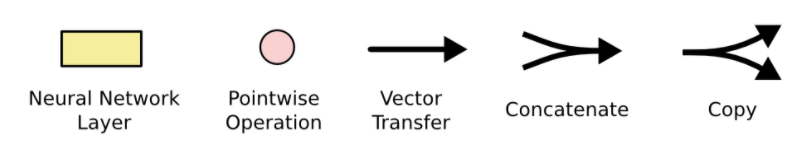 Neural Network
Layer
Pointwise
Operation
Vector
Transfer
Concatenate
Copy